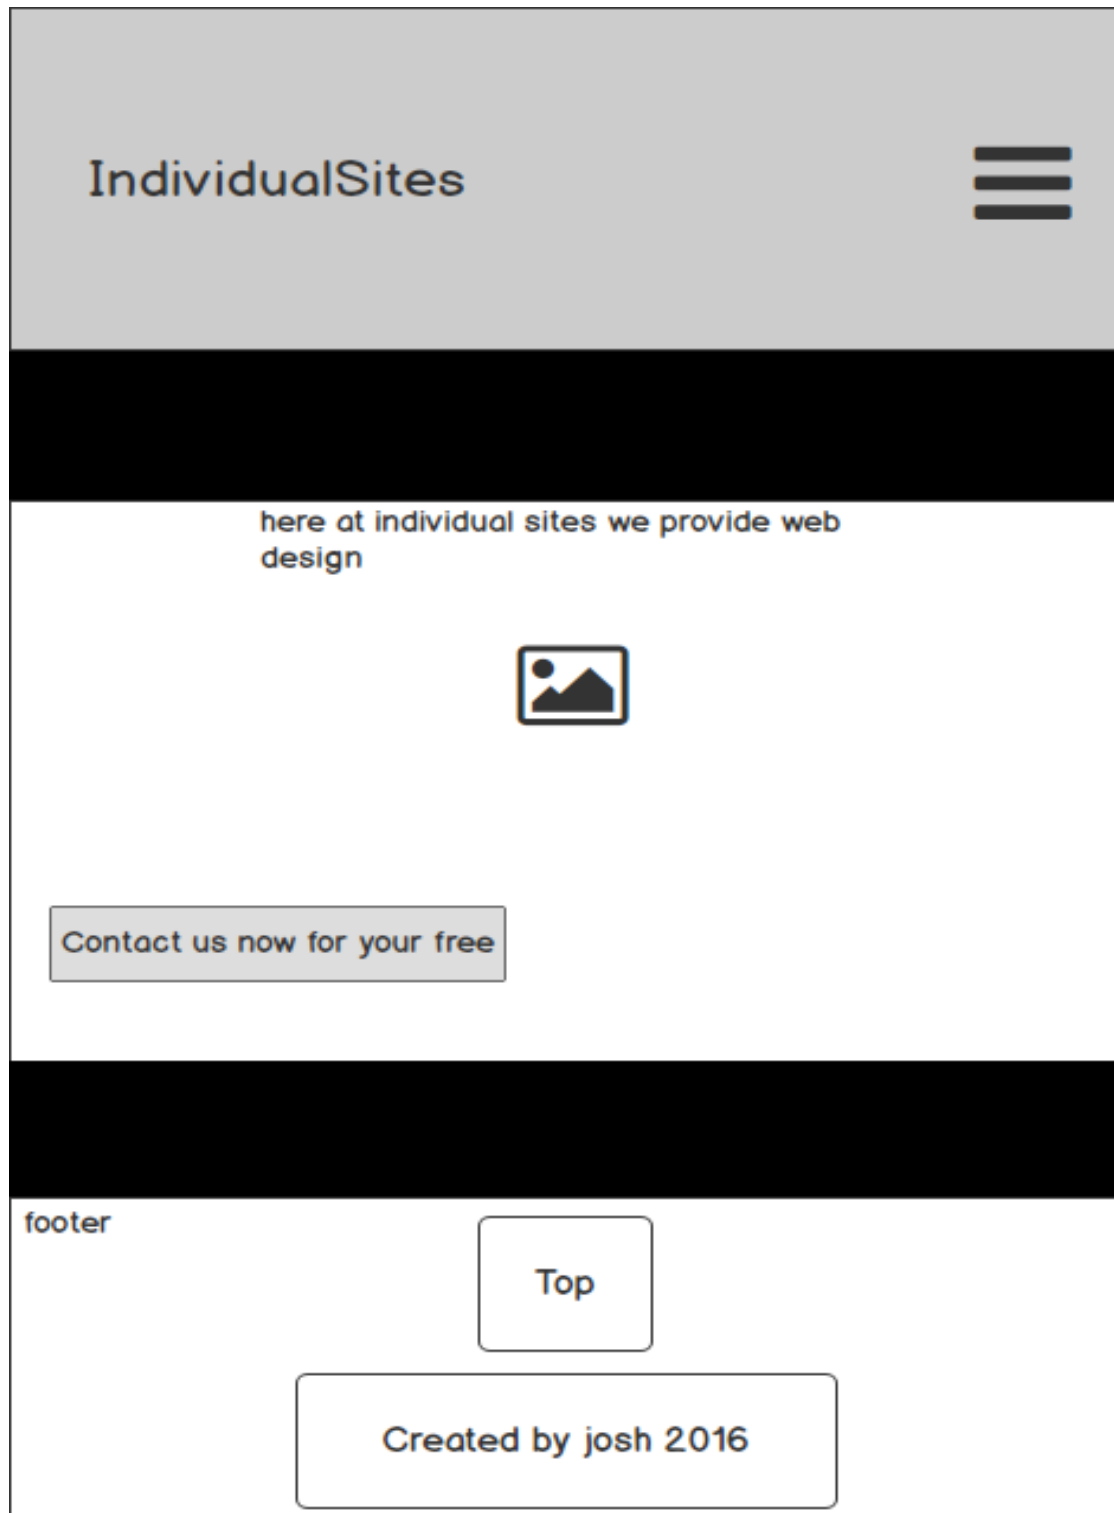 IndividualSites
here at individual sites we provide web
design
Contact us now for your free
footer
Top
Created by josh 2016